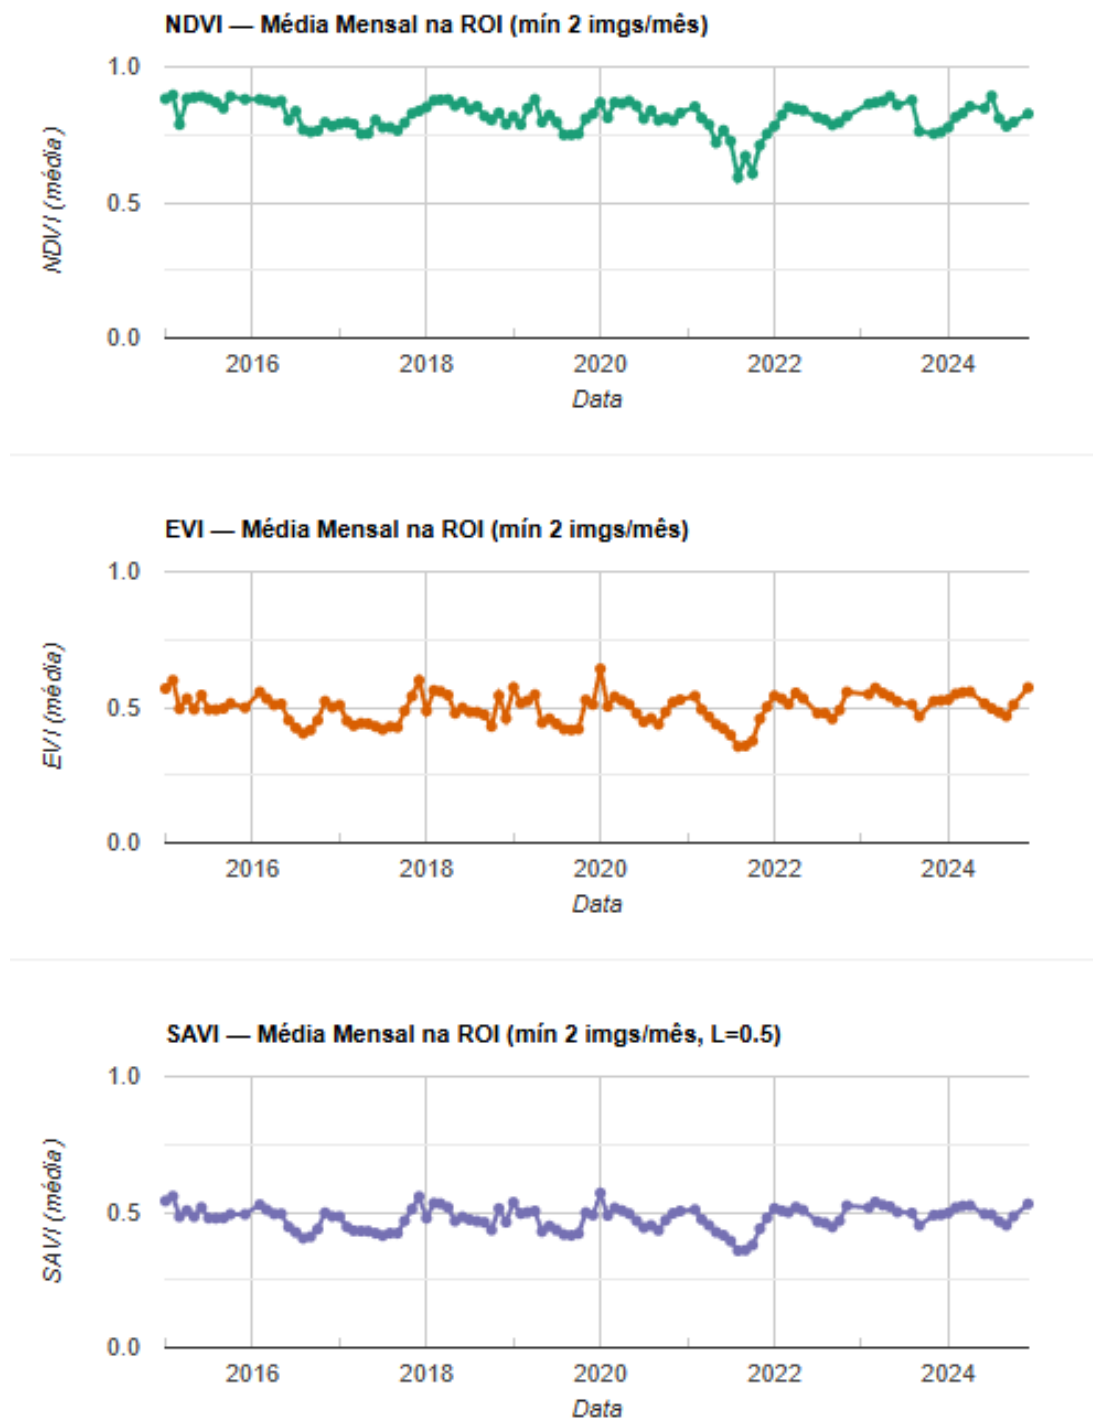 NDVI — Média Mensal na ROI (mín 2 imgs/mês)
NDVI (média)
1.0
0.5
0.0
2016 2018 2020 2022 2024
Data
EVI — Média Mensal na ROI (mín 2 imgs/mês)
EVI (média)
1.0
0.5
0.0
2016 2018 2020 2022 2024
Data
SAVI — Média Mensal na ROI (mín 2 imgs/mês, L=0.5)
SAVI (média)
1.0
0.5
0.0
2016 2018 2020 2022 2024
Data